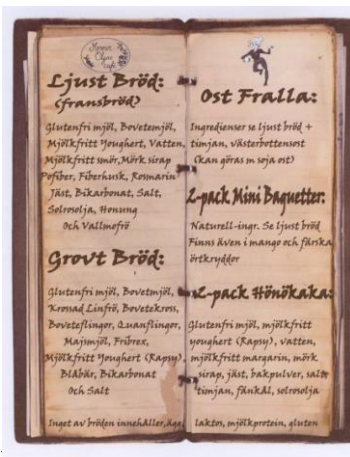 Ljust Bröd:
(fransbröd)
Glutenfri mjöl, Bovetemjöl,
Mjölkfritt Youghert, Vatten,
Mjölkfritt smör, Mörk sirap
Pofiber, Fiberhusk, Rosmarin
Jäst, Bikarbonat, Salt,
Solrosolja, Honung
Och Vallmofrö
Grovt Bröd:
Glutenfri mjöl, Bovetmjöl,
Krossad Linfrö, Bovetekross,
Boveteflingor, Quanflingor,
Majsmjöl, Fribrex,
Mjölkfritt Youghert (Rapsy),
Blåbär, Bikarbonat
Och Salt
Inget av bröden innehåller, ägg,
Ost Fralla:
Ingredienser se ljust bröd +
timjan, västerbottenost
(kan göras m soja ost)
2-pack Mini Baguetter:
Naturell-ingr. Se ljust bröd
Finns även i mango och färska
örtkryddor
2-pack Hönökaka:
Glutenfri mjöl, mjölkfritt
youghert (Rapsy), vatten,
mjölkfritt margarin, mörk
sirap, jäst, bakpulver, salt,
timjan, fänkål, solrosolja
laktos, mjölkprotein, gluten